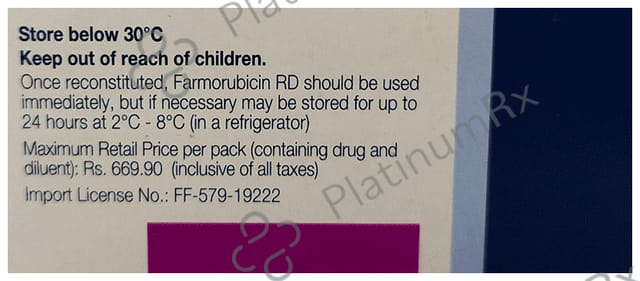 Store below 30°C
Keep out of reach of children.
Once reconstituted, Farmorubicin RD should be used
immediately, but if necessary may be stored for up to
24 hours at 2°C - 8°C (in a refrigerator)
Maximum Retail Price per pack (containing drug and
diluent): Rs. 669.90 (inclusive of all taxes)
Import License No.: FF-579-19222
PlatinumRx
PlatinumRx